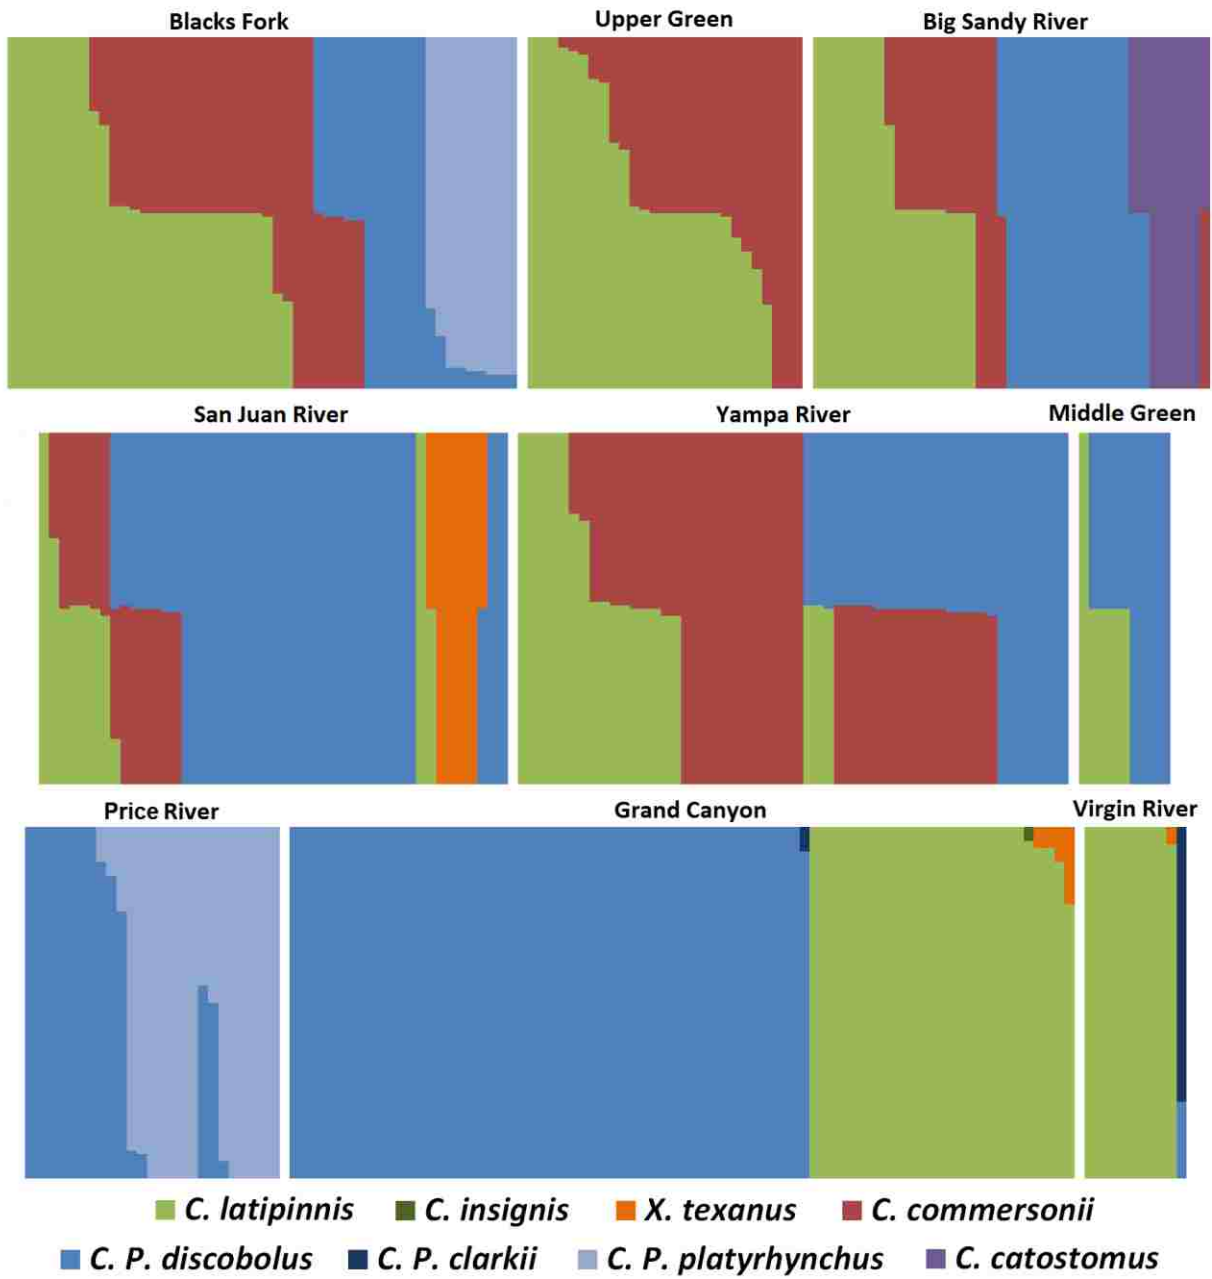 Blacks Fork Upper Green Big Sandy River
San Juan River Yampa River Middle Green
Price River Grand Canyon Virgin River
C. latipinnis C. insignis X. texanus C. commersonii
C. P. discobolus C. P. clarkii C. P. platyrhynchus C. catostomus